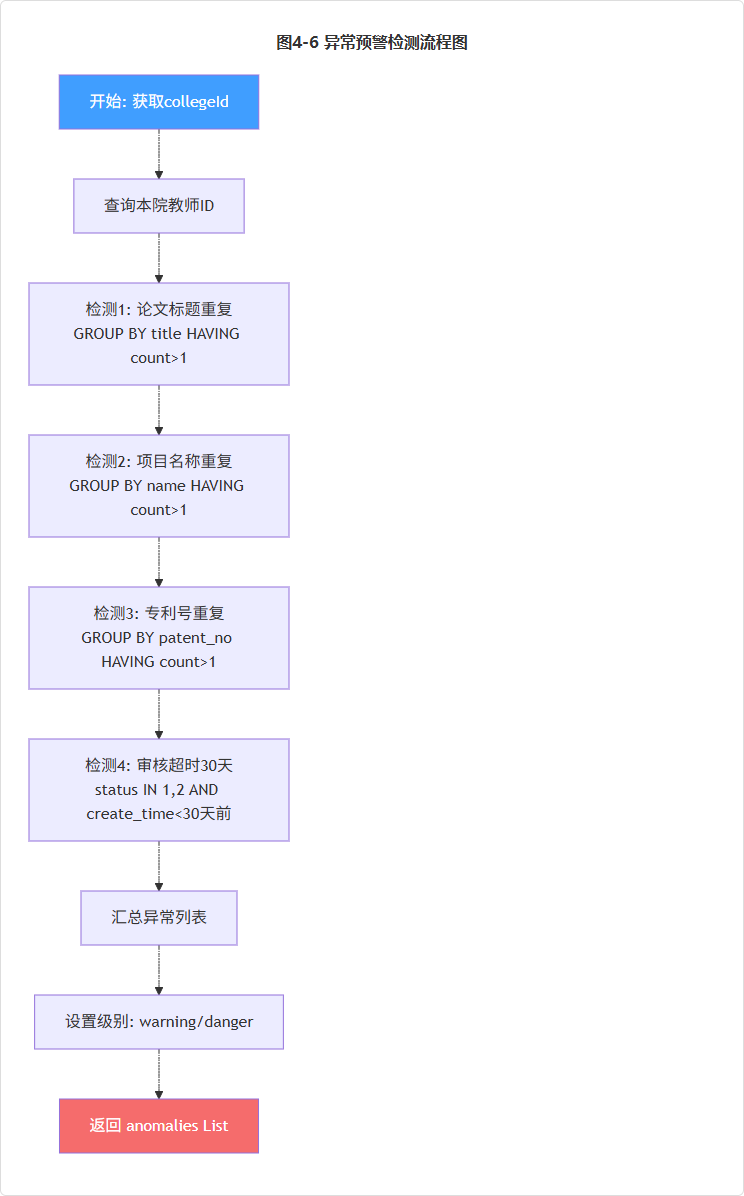 图4-6 异常预警检测流程图
开始: 获取collegeId
查询本院教师ID
检测1: 论文标题重复
GROUP BY title HAVING
count>1
检测2: 项目名称重复
GROUP BY name HAVING
count>1
检测3: 专利号重复
GROUP BY patent_no
HAVING count>1
检测4: 审核超时30天
status IN 1,2 AND
create_time<30天前
汇总异常列表
设置级别: warning/danger
返回 anomalies List